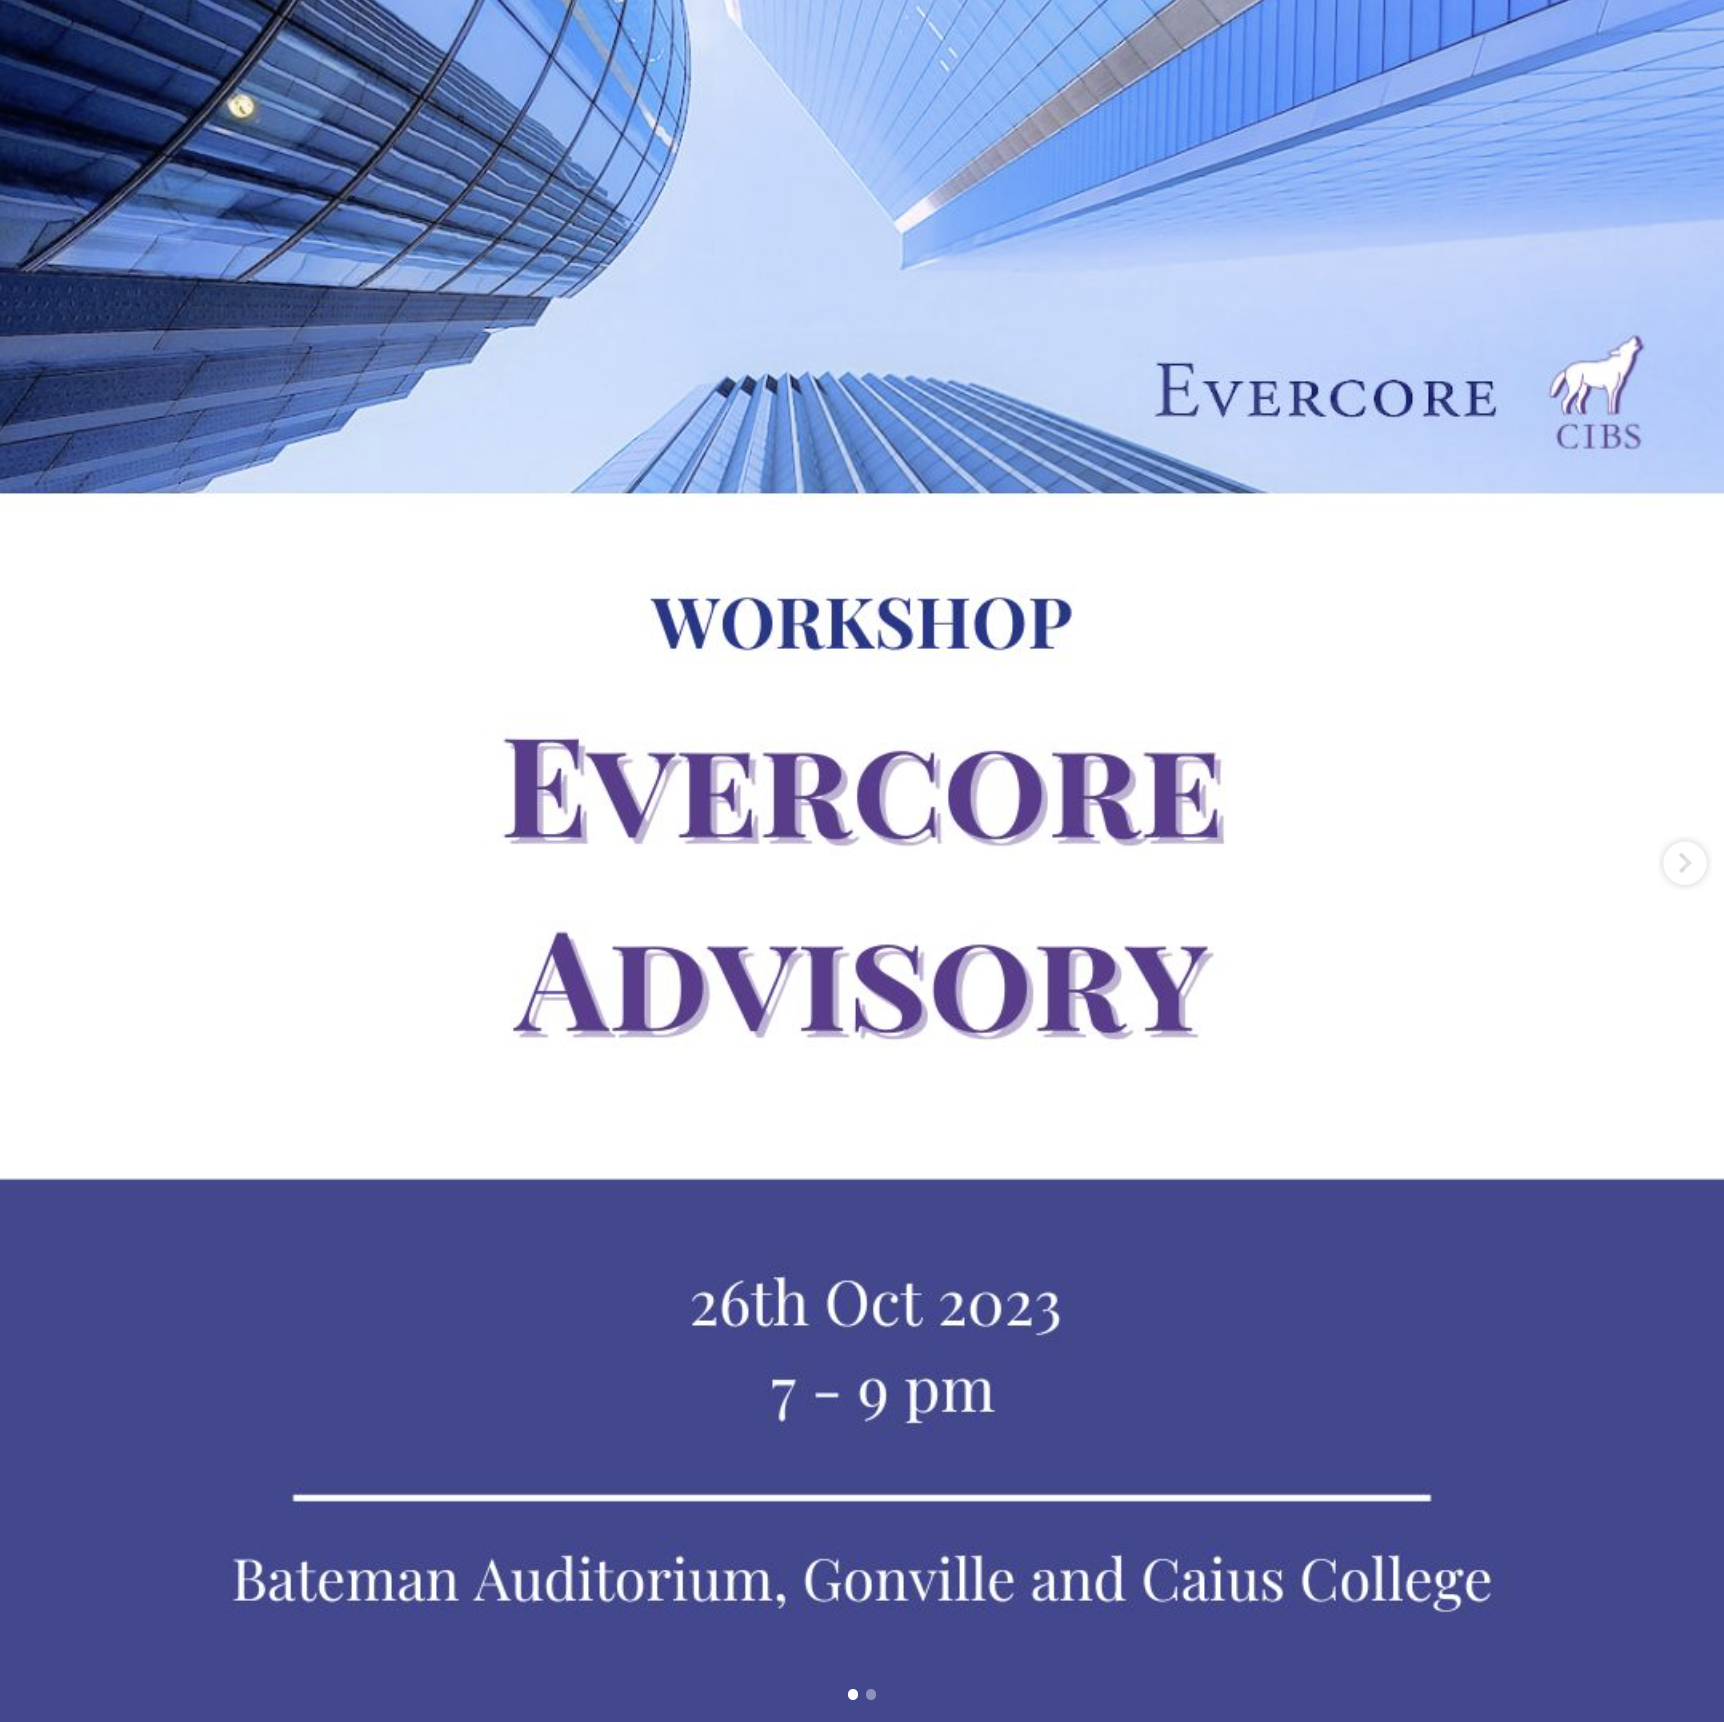 EVERCORE
CIBS
WORKSHOP
EVERCORE
ADVISORY
26th Oct 2023
7 - 9 pm
Bateman Auditorium, Gonville and Caius College